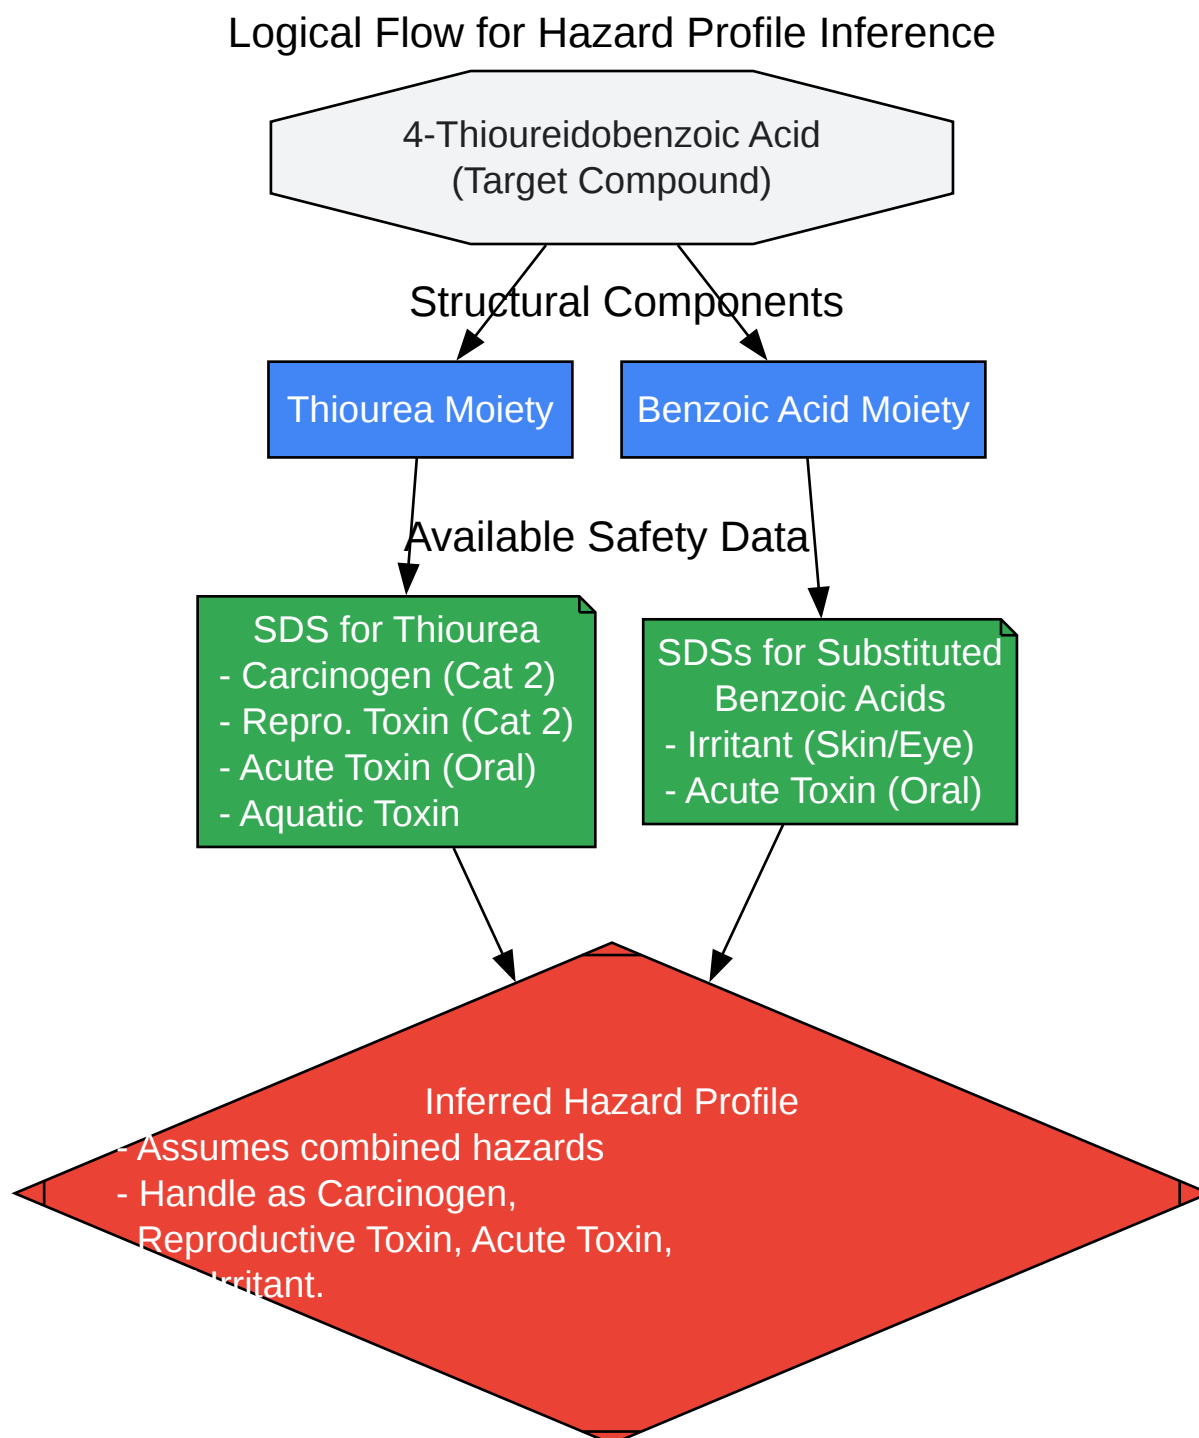 Logical Flow for Hazard Profile Inference
4-Thioureidobenzoic Acid
(Target Compound)
Structural Components
Thiourea Moiety
Benzoic Acid Moiety
Available Safety Data
SDS for Thiourea
- Carcinogen (Cat 2)
- Repro. Toxin (Cat 2)
- Acute Toxin (Oral)
- Aquatic Toxin
SDSs for Substituted
Benzoic Acids
- Irritant (Skin/Eye)
- Acute Toxin (Oral)
Inferred Hazard Profile
- Assumes combined hazards
- Handle as Carcinogen,
Reproductive Toxin, Acute Toxin,
Irritant.